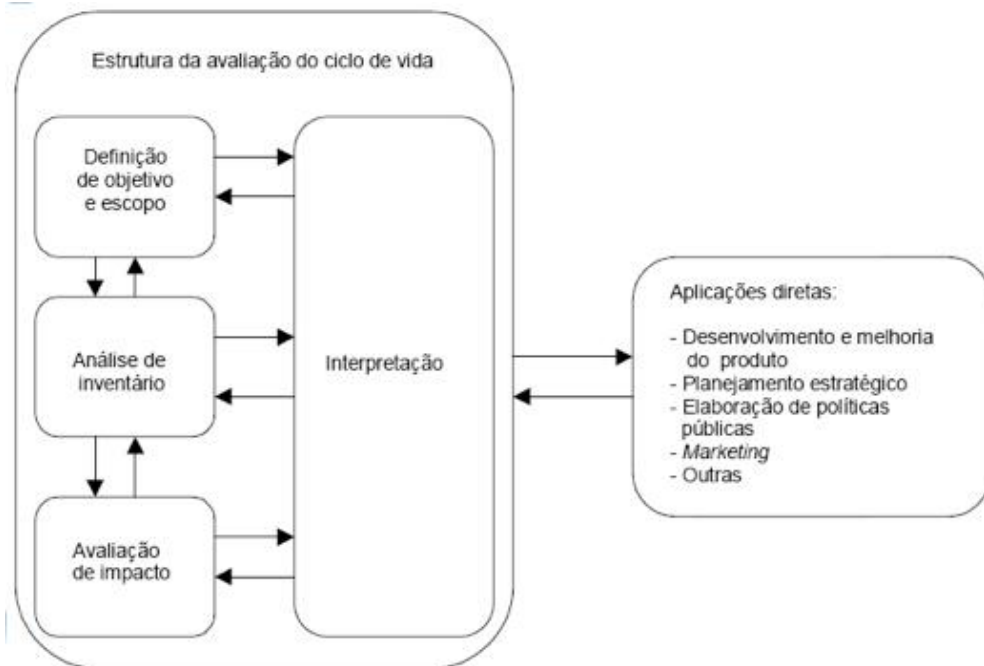 Estrutura da avaliação do ciclo de vida
Definição
de objetivo
e escopo
Análise de
inventário
Avaliação
de impacto
Interpretação
Aplicações diretas:
- Desenvolvimento e melhoria
do produto
- Planejamento estratégico
- Elaboração de políticas
públicas
- Marketing
- Outras